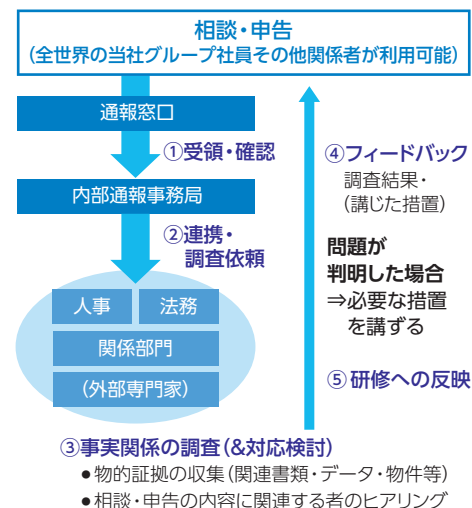 相談・申告
(全世界の当社グループ社員その他関係者が利用可能)
通報窓口
①受領・確認
内部通報事務局
②連携・
調査依頼
人事
法務
関係部門
(外部専門家)
③事実関係の調査(&対応検討)
●物的証拠の収集(関連書類・データ・物件等)
●相談・申告の内容に関連する者のヒアリング
④フィードバック
調査結果・
(講じた措置)
問題が
判明した場合
⇒必要な措置
を講ずる
⑤研修への反映